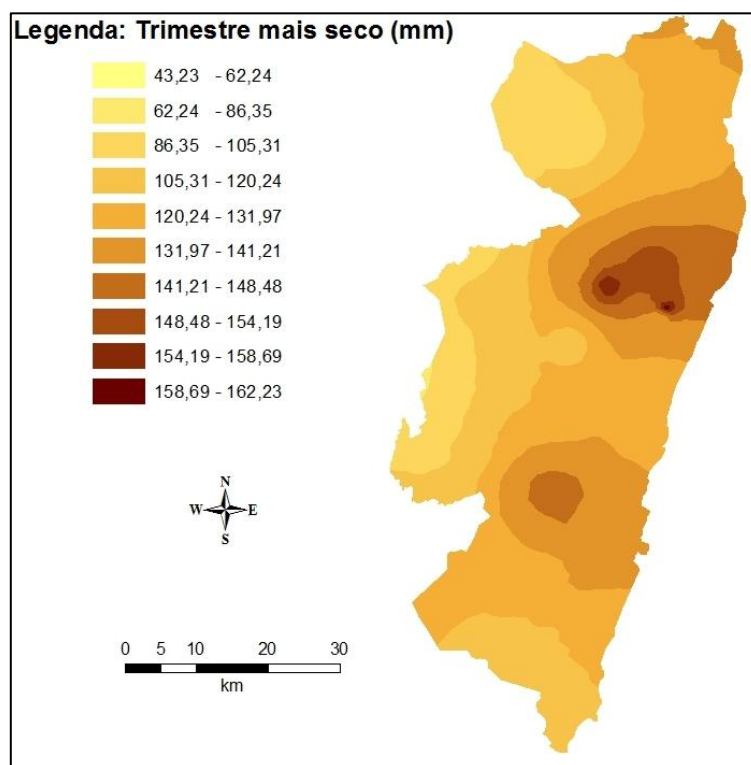 Legenda: Trimestre mais seco (mm)
43,23 - 62,24
62,24 - 86,35
86,35 - 105,31
105,31 - 120,24
120,24 - 131,97
131,97 - 141,21
141,21 - 148,48
148,48 - 154,19
154,19 - 158,69
158,69 - 162,23
N
W E
S
0 5 10 20 30
km